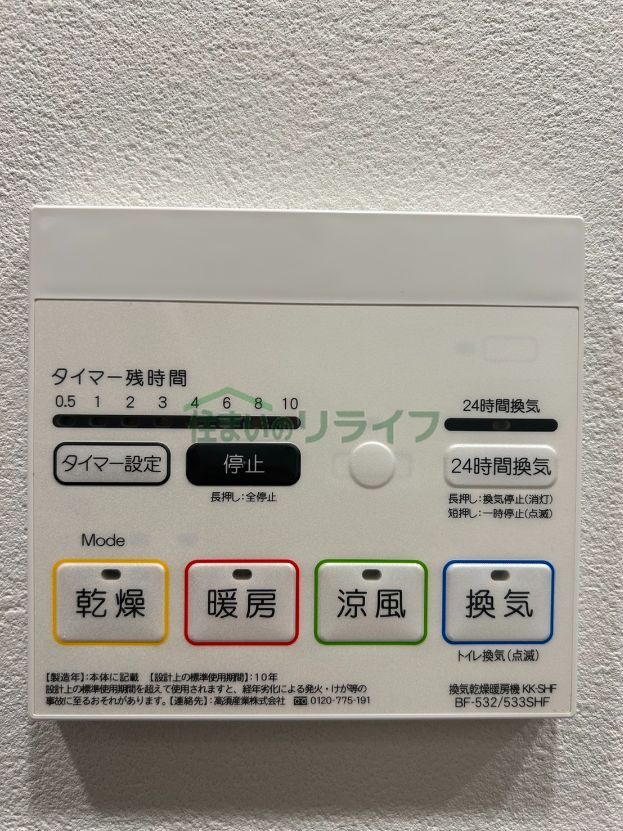 タイマー残時間
0.5 1 2 3 4 6 8 10
24時間換気
住まいのリライフ
タイマー設定
停止
24時間換気
長押し:全停止
長押し:換気停止(消灯)
短押し:一時停止(点滅)
Mode
乾燥
暖房
涼風
換気
トイレ換気(点滅)
【製造年】:本体に記載 【設計上の標準使用期間】:10年
設計上の標準使用期間を超えて使用されますと、経年劣化による発火・けが等の
事故に至るおそれがあります。【連絡先】:高須産業株式会社 0120-775-191
換気乾燥暖房機 KK-SHF
BF-532/533SHF